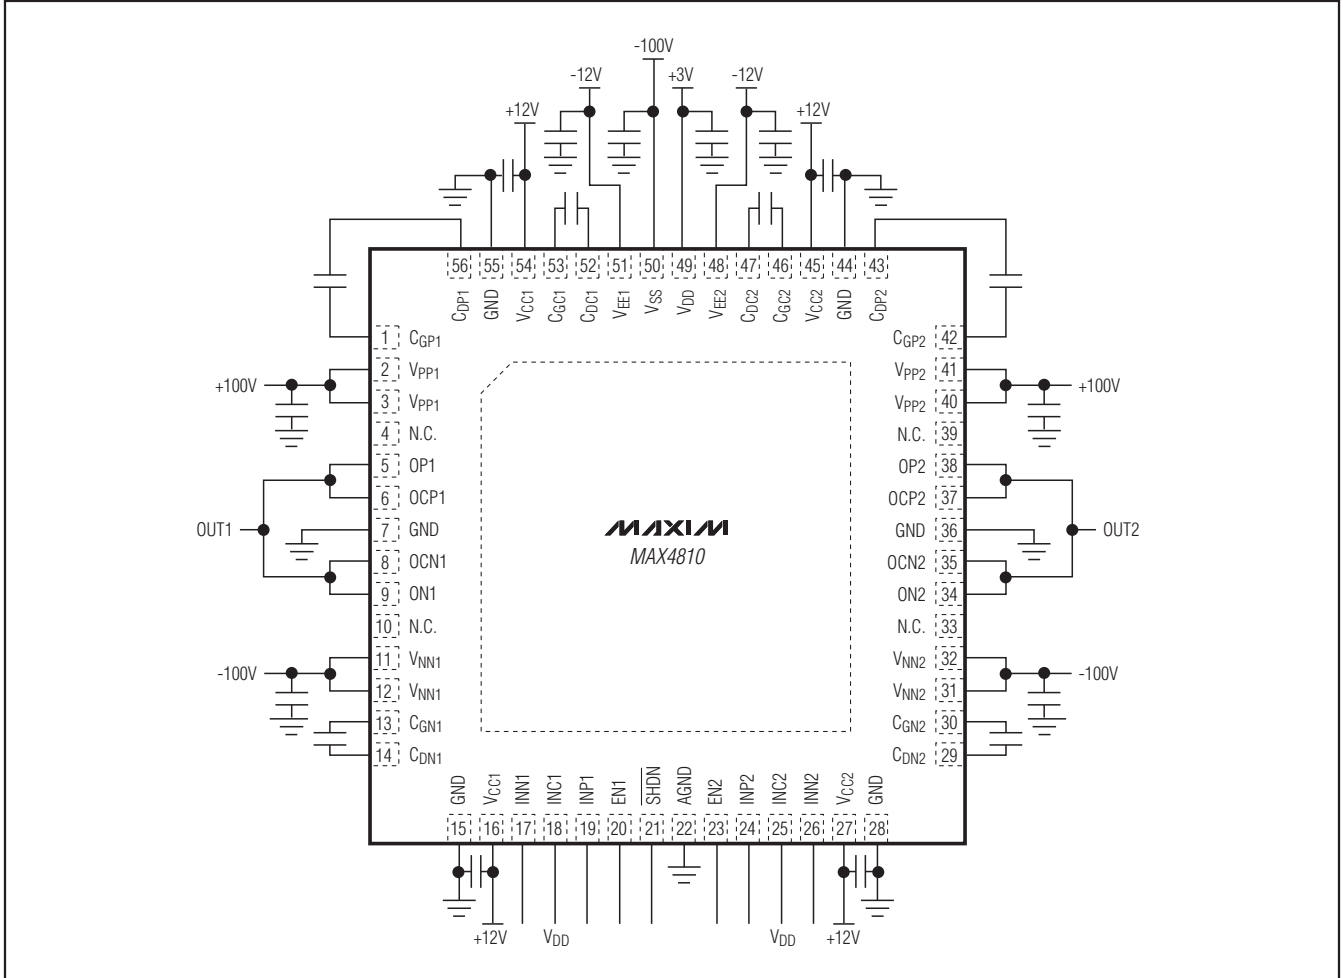 -100V
-12V +3V -12V
+12V +12V
56 55 54 53 52 51 50 49 48 47 46 45 44 43
CDP1 GND VCC1 CGC1 CDC1 VEE1 VSS VDD VEE2 CDC2 CGC2 VCC2 GND CDP2
1 CGP1 CGP2 42
2 VPP1 VPP2 41
+100V +100V
3 VPP1 VPP2 40
4 N.C. N.C. 39
5 OP1 OP2 38
6 OCP1 OCP2 37
OUT1 7 GND MAXIM GND 36 OUT2
MAX4810
8 OCN1 OCN2 35
9 ON1 ON2 34
10 N.C. N.C. 33
11 VNN1 VNN2 32
-100V -100V
12 VNN1 VNN2 31
13 CGN1 CGN2 30
14 CDN1 CDN2 29
GND VCC1 INN1 INC1 INP1 EN1 SHDN AGND EN2 INP2 INC2 INN2 VCC2 GND
15 16 17 18 19 20 21 22 23 24 25 26 27 28
+12V VDD VDD +12V